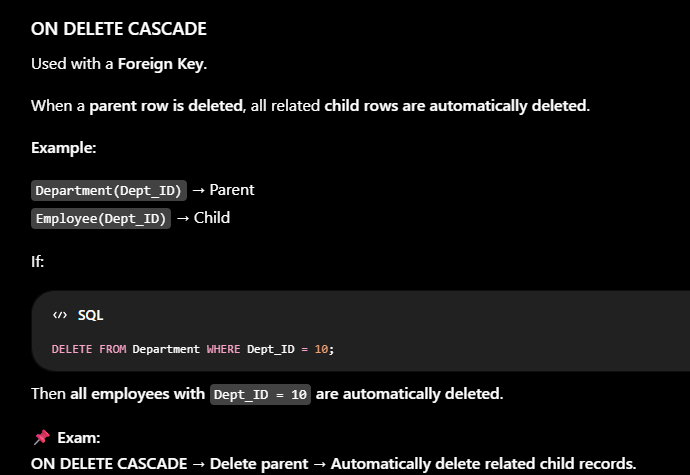 ON DELETE CASCADE
Used with a Foreign Key.
When a parent row is deleted, all related child rows are automatically deleted.
Example:
Department(Dept_ID) → Parent
Employee(Dept_ID) → Child
If:
</> SQL
DELETE FROM Department WHERE Dept_ID = 10;
Then all employees with Dept_ID = 10 are automatically deleted.
📌 Exam:
ON DELETE CASCADE → Delete parent → Automatically delete related child records.